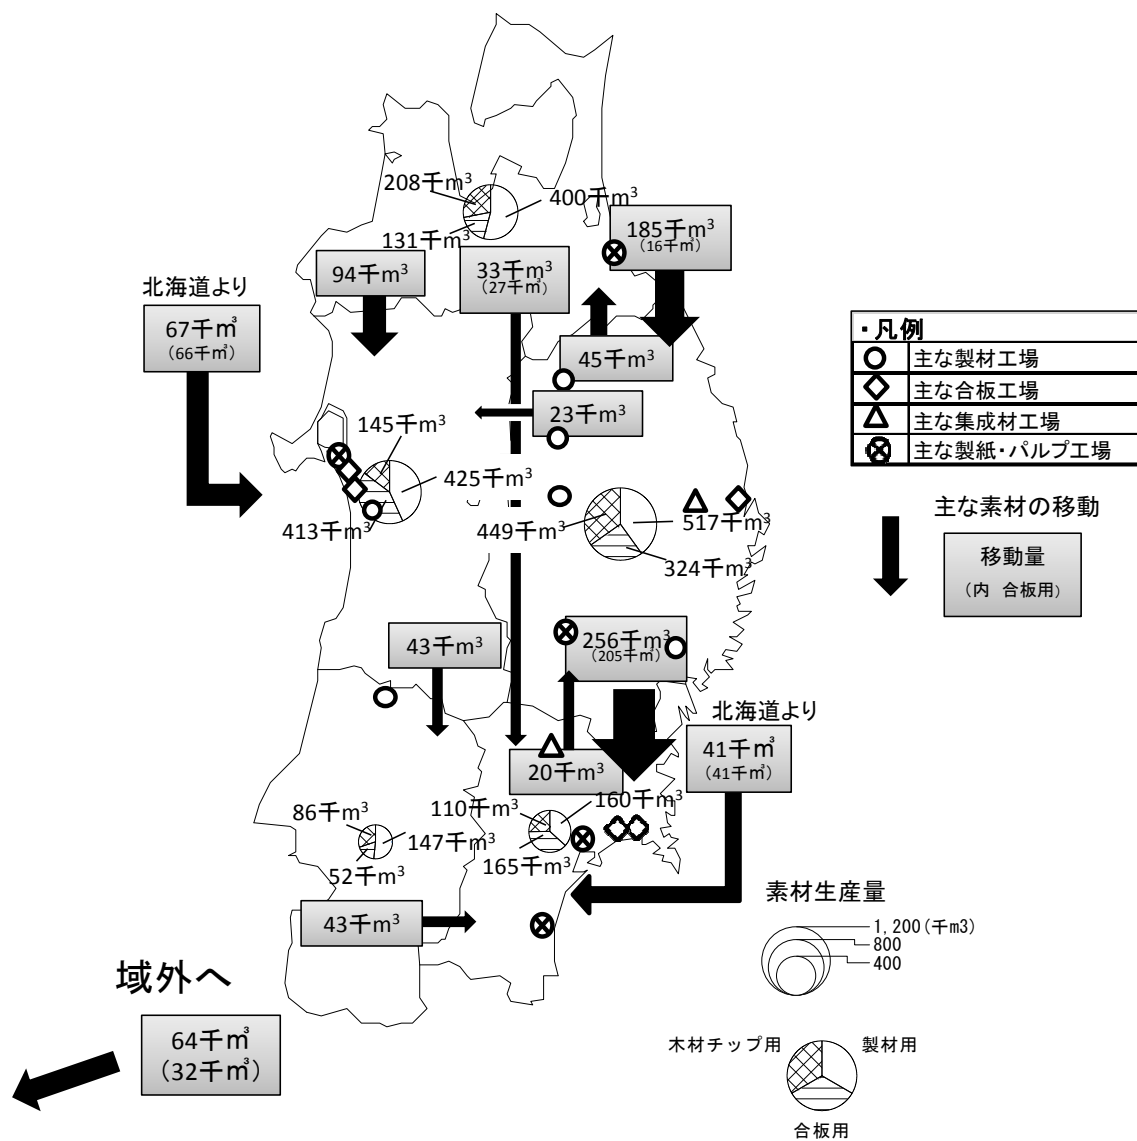 208千m³
400千m³
131千m³
185千m³
(16千㎥)
94千m³
33千m³
(27千㎥)
北海道より
67千㎥
(66千㎥)
45千m³
23千m³
・凡例
主な製材工場
主な合板工場
主な集成材工場
主な製紙・パルプ工場
145千m³
425千m³
413千m³
449千m³
517千m³
324千m³
主な素材の移動
移動量
(内 合板用)
43千m³
256千m³
(205千㎥)
北海道より
41千㎥
(41千㎥)
20千m³
110千m³
160千m³
165千m³
86千m³
147千m³
52千m³
43千m³
素材生産量
1,200(千m3)
800
400
域外へ
64千㎥
(32千㎥)
木材チップ用
製材用
合板用